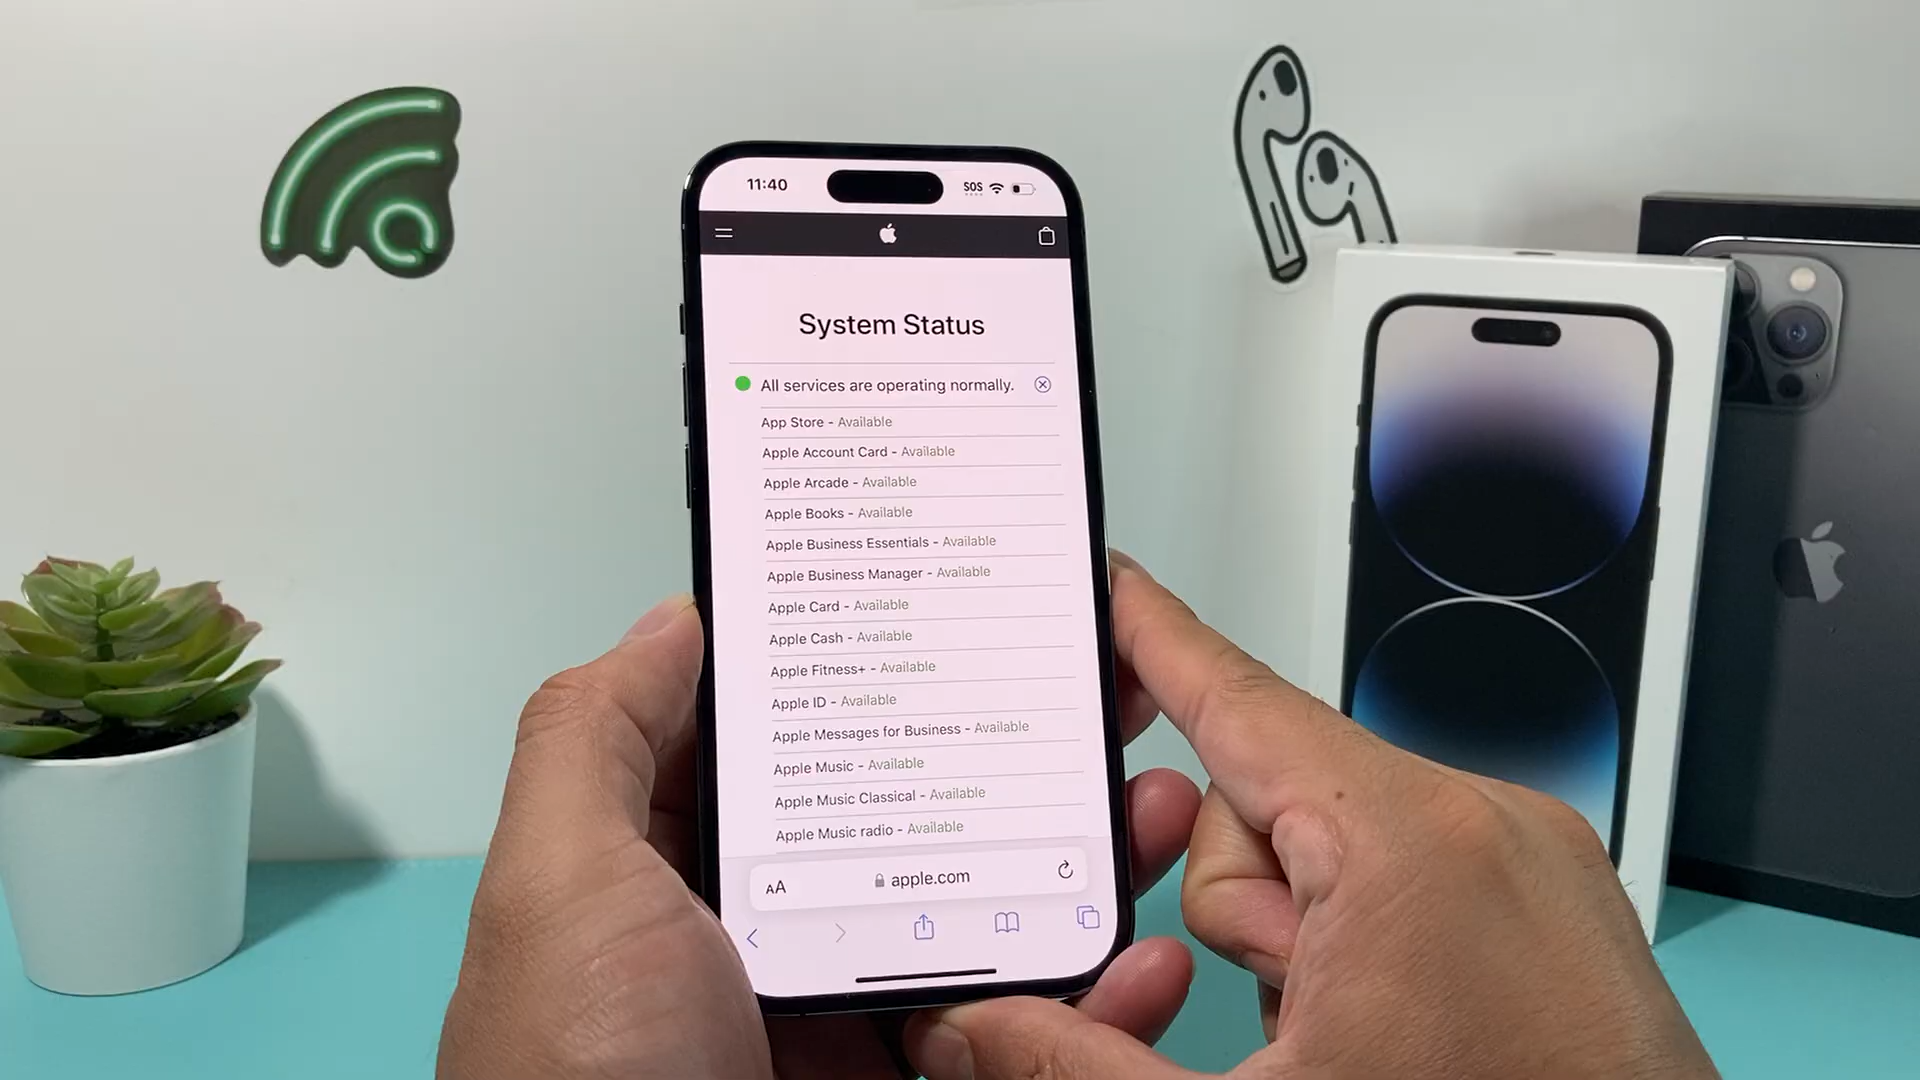 11:40
SOS
System Status
All services are operating normally.
App Store - Available
Apple Account Card - Available
Apple Arcade - Available
Apple Books - Available
Apple Business Essentials - Available
Apple Business Manager - Available
Apple Card - Available
Apple Cash - Available
Apple Fitness+ - Available
Apple ID - Available
Apple Messages for Business - Available
Apple Music - Available
Apple Music Classical - Available
Apple Music radio - Available
AA
apple.com